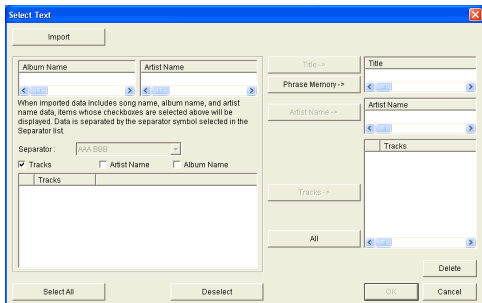 Select Text
Import
Album Name
Artist Name
When imported data includes song name, album name, and artist
name data, items whose checkboxes are selected above will be
displayed. Data is separated by the separator symbol selected in the
Separator list.
Separator :
AAA BBB
Tracks
Artist Name
Album Name
Tracks
Select All
Deselect
Title ->
Phrase Memory ->
Artist Name ->
Tracks ->
All
Title
Artist Name
Tracks
Delete
OK
Cancel